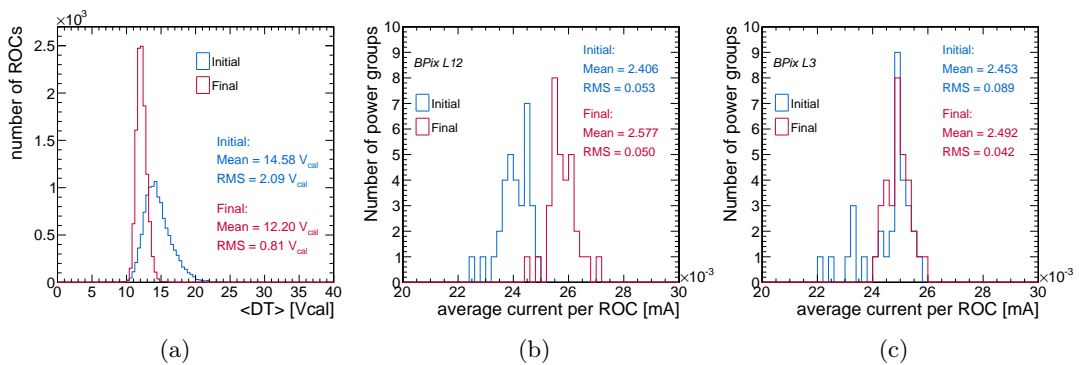 ×10³
number of ROCs
2.5
2
1.5
1
0.5
0
0 5 10 15 20 25 30 35 40
<DT> [Vcal]
Initial
Final
Initial:
Mean = 14.58 Vcal
RMS = 2.09 Vcal
Final:
Mean = 12.20 Vcal
RMS = 0.81 Vcal
(a)
Number of power groups
10
9
8
7
6
5
4
3
2
1
0
20 22 24 26 28 30
×10⁻³
average current per ROC [mA]
BPix L12
Initial
Final
Initial:
Mean = 2.406
RMS = 0.053
Final:
Mean = 2.577
RMS = 0.050
(b)
Number of power groups
10
9
8
7
6
5
4
3
2
1
0
20 22 24 26 28 30
×10⁻³
average current per ROC [mA]
BPix L3
Initial
Final
Initial:
Mean = 2.453
RMS = 0.089
Final:
Mean = 2.492
RMS = 0.042
(c)